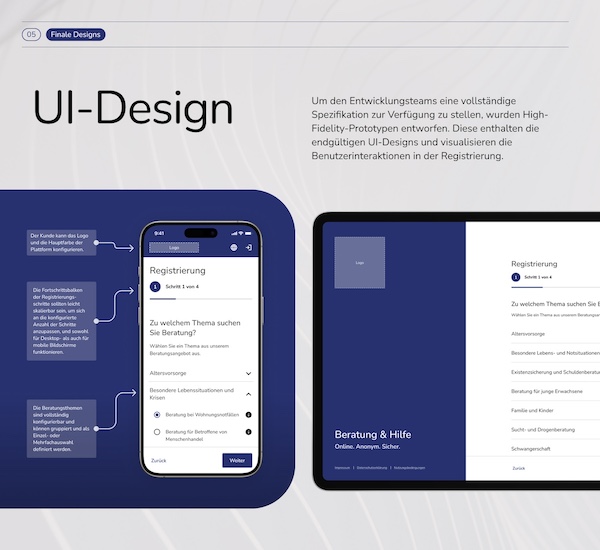 05
Finale Designs
UI-Design
Um den Entwicklungsteams eine vollständige
Spezifikation zur Verfügung zu stellen, wurden High-
Fidelity-Prototypen entworfen. Diese enthalten die
endgültigen UI-Designs und visualisieren die
Benutzerinteraktionen in der Registrierung.
Der Kunde kann das Logo
und die Hauptfarbe der
Plattform konfigurieren.
Die Fortschrittsbalken
der Registrierungs-
schritte sollten leicht
skalierbar sein, um sich
an die konfigurierte
Anzahl der Schritte
anzupassen, und sowohl
für Desktop- als auch für
mobile Bildschirme
funktionieren.
Die Beratungsthemen
sind vollständig
konfigurierbar und
können gruppiert und als
Einzel- oder
Mehrfachauswahl
definiert werden.
9:41
Logo
Registrierung
1 Schritt 1 von 4
Zu welchem Thema suchen
Sie Beratung?
Wählen Sie ein Thema aus unserem
Beratungsangebot aus.
Altersvorsorge
Besondere Lebenssituationen und
Krisen
Beratung bei Wohnungsnotfällen
Beratung für Betroffene von
Menschenhandel
Zurück
Weiter
Logo
Beratung & Hilfe
Online. Anonym. Sicher.
Impressum | Datenschutzerklärung | Nutzungsbedingungen
Registrierung
1 Schritt 1 von 4
Zu welchem Thema suchen Sie
Wählen Sie ein Thema aus unserem
Altersvorsorge
Besondere Lebens- und Notsituationen
Existenzsicherung und Schuldenberatu
Beratung für junge Erwachsene
Familie und Kinder
Sucht- und Drogenberatung
Schwangerschaft
Zurück